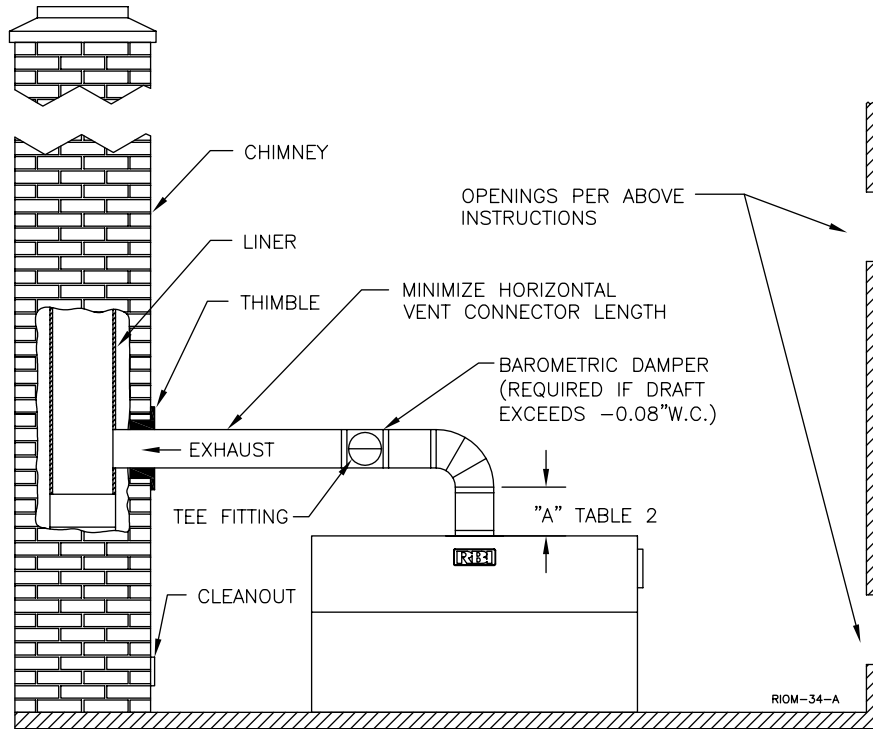 CHIMNEY
OPENINGS PER ABOVE
INSTRUCTIONS
LINER
THIMBLE
MINIMIZE HORIZONTAL
VENT CONNECTOR LENGTH
BAROMETRIC DAMPER
(REQUIRED IF DRAFT
EXCEEDS -0.08"W.C.)
EXHAUST
TEE FITTING
"A" TABLE 2
RBI
CLEANOUT
RIOM-34-A